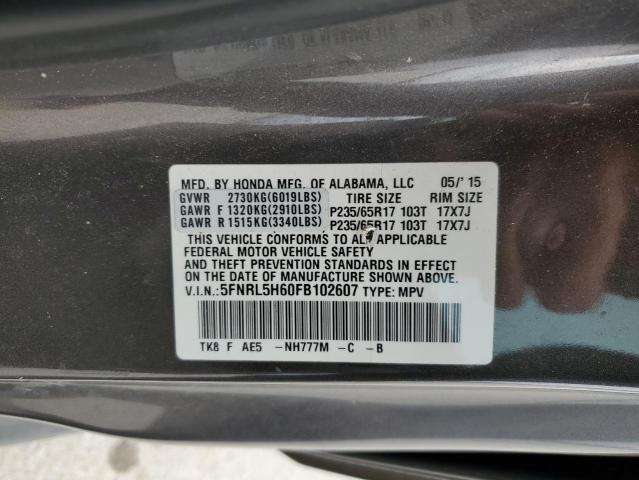 MFD. BY HONDA MFG. OF ALABAMA, LLC 05/'15
GVWR 2730KG(6019LBS) TIRE SIZE RIM SIZE
GAWR F 1320KG(2910LBS) P235/65R17 103T 17X7J
GAWR R 1515KG(3340LBS) P235/65R17 103T 17X7J
THIS VEHICLE CONFORMS TO ALL APPLICABLE
FEDERAL MOTOR VEHICLE SAFETY
AND THEFT PREVENTION STANDARDS IN EFFECT
ON THE DATE OF MANUFACTURE SHOWN ABOVE.
V.I.N.:5FNRL5H60FB102607 TYPE: MPV
TK8 F AE5 -NH777M -C -B